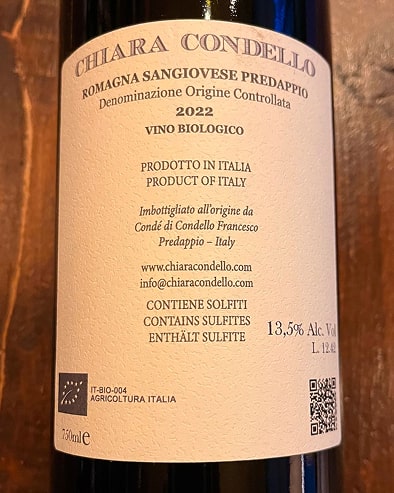 CHIARA CONDELLO
ROMAGNA SANGIOVESE PREDAPPIO
Denominazione Origine Controllata
2022
VINO BIOLOGICO
PRODOTTO IN ITALIA
PRODUCT OF ITALY
Imbottigliato all'origine da
Condé di Condello Francesco
Predappio – Italy
www.chiaracondello.com
info@chiaracondello.com
CONTIENE SOLFITI
CONTAINS SULFITES
ENTHÄLT SULFITE
13,5% Alc. Vol
L.
IT-BIO-004
AGRICOLTURA ITALIA
750ml e